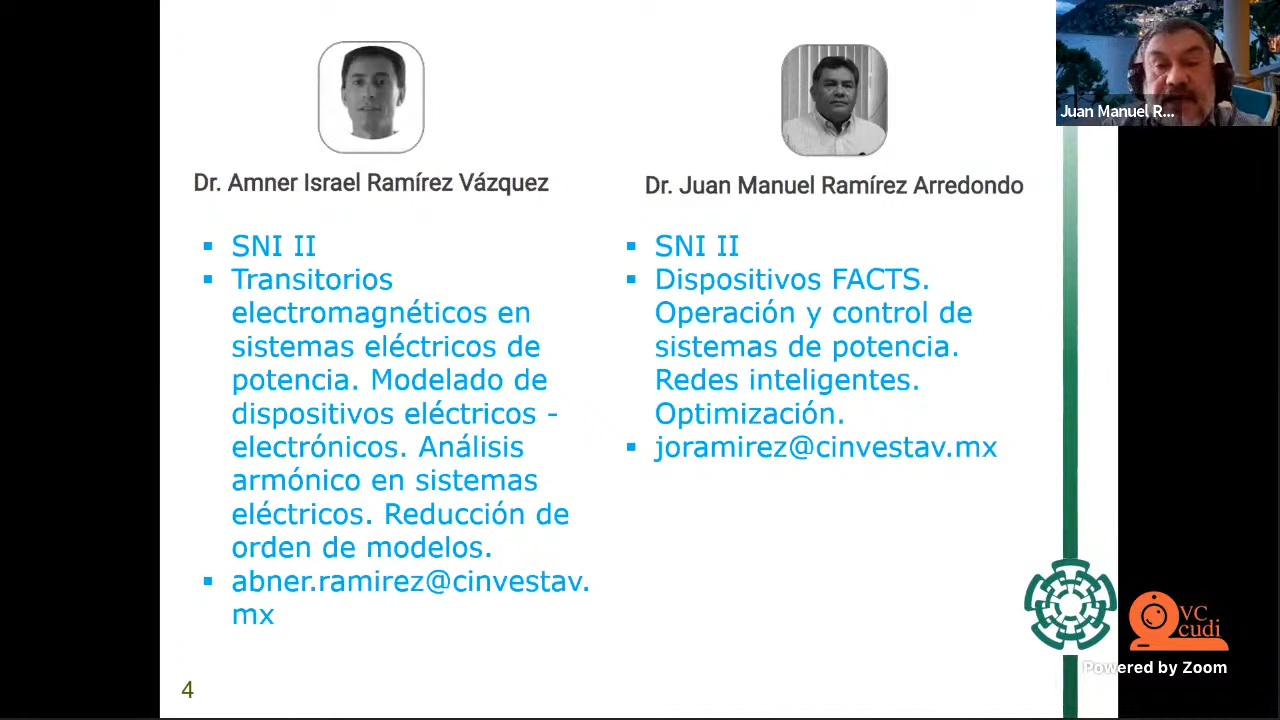 Juan Manuel R...
Dr. Amner Israel Ramírez Vázquez
SNI II
Transitorios
electromagnéticos en
sistemas eléctricos de
potencia. Modelado de
dispositivos eléctricos -
electrónicos. Análisis
armónico en sistemas
eléctricos. Reducción de
orden de modelos.
abner.ramirez@cinvestav.
mx
Dr. Juan Manuel Ramírez Arredondo
SNI II
Dispositivos FACTS.
Operación y control de
sistemas de potencia.
Redes inteligentes.
Optimización.
joramirez@cinvestav.mx
VC
cudi
Powered by Zoom
4